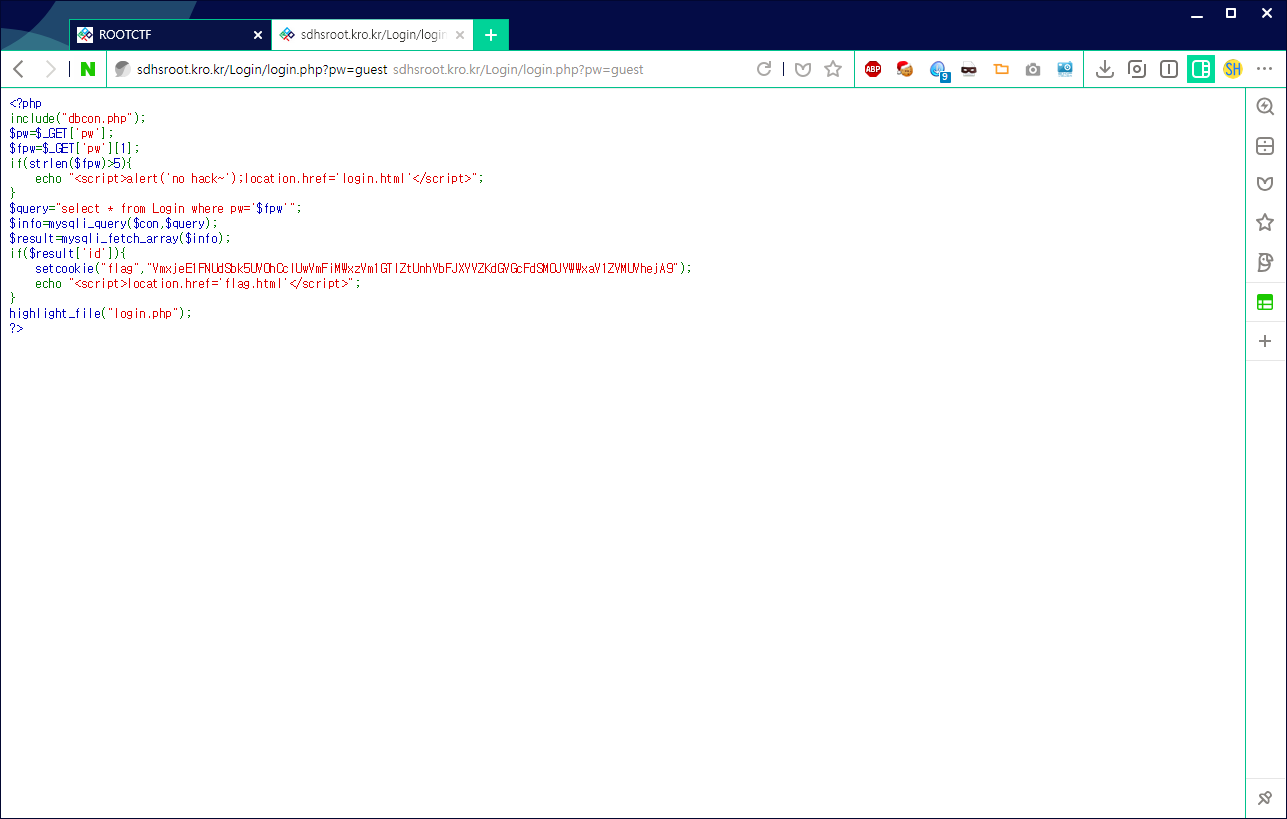 ROOTCTF
sdhsroot.kro.kr/Login/login
sdhsroot.kro.kr/Login/login.php?pw=guest sdhsroot.kro.kr/Login/login.php?pw=guest
N
ABP
9
SH
<?php
include("dbcon.php");
$pw=$_GET['pw'];
$fpw=$_GET['pw'][1];
if(strlen($fpw)>5){
echo "<script>alert('no hack~');location.href='login.html'</script>";
}
$query="select * from Login where pw='$fpw'";
$info=mysqli_query($con,$query);
$result=mysqli_fetch_array($info);
if($result['id']){
setcookie("flag","");
echo "<script>location.href='flag.html'</script>";
}
highlight_file("login.php");
?>